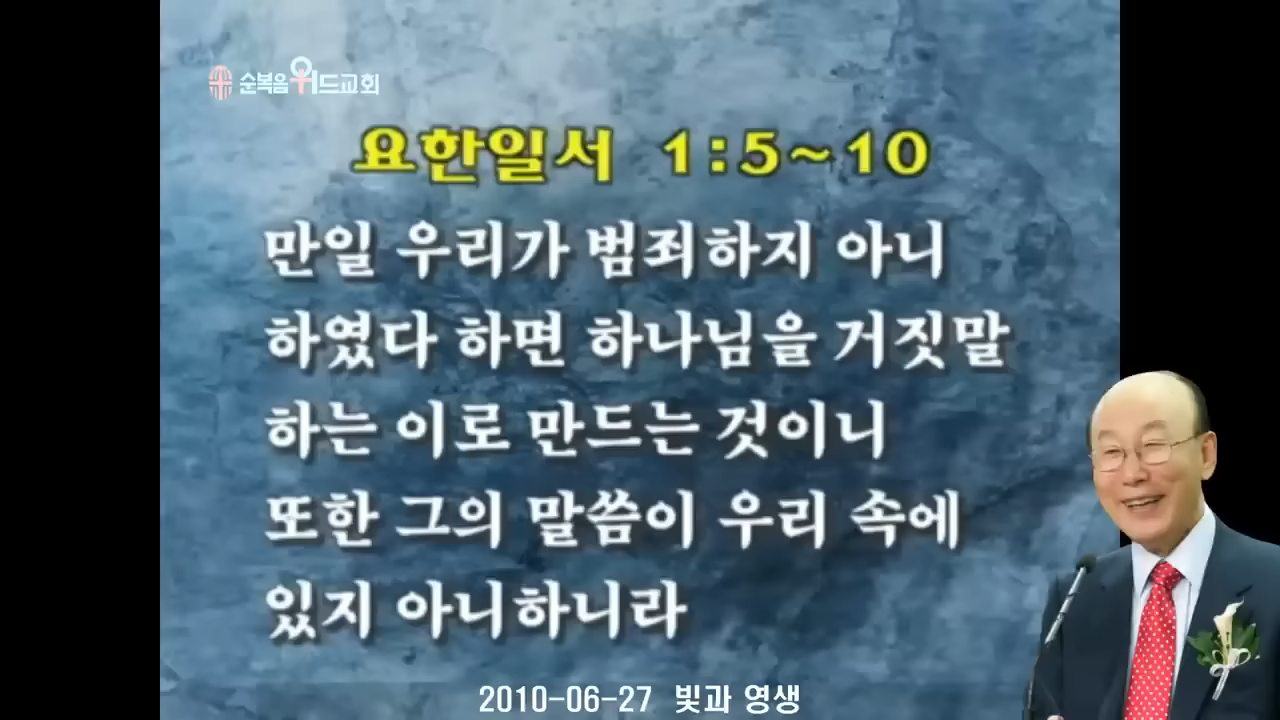 순복음위드교회
요한일서 1:5~10
만일 우리가 범죄하지 아니
하였다 하면 하나님을 거짓말
하는 이로 만드는 것이니
또한 그의 말씀이 우리 속에
있지 아니하니라
2010-06-27 빛과 영생